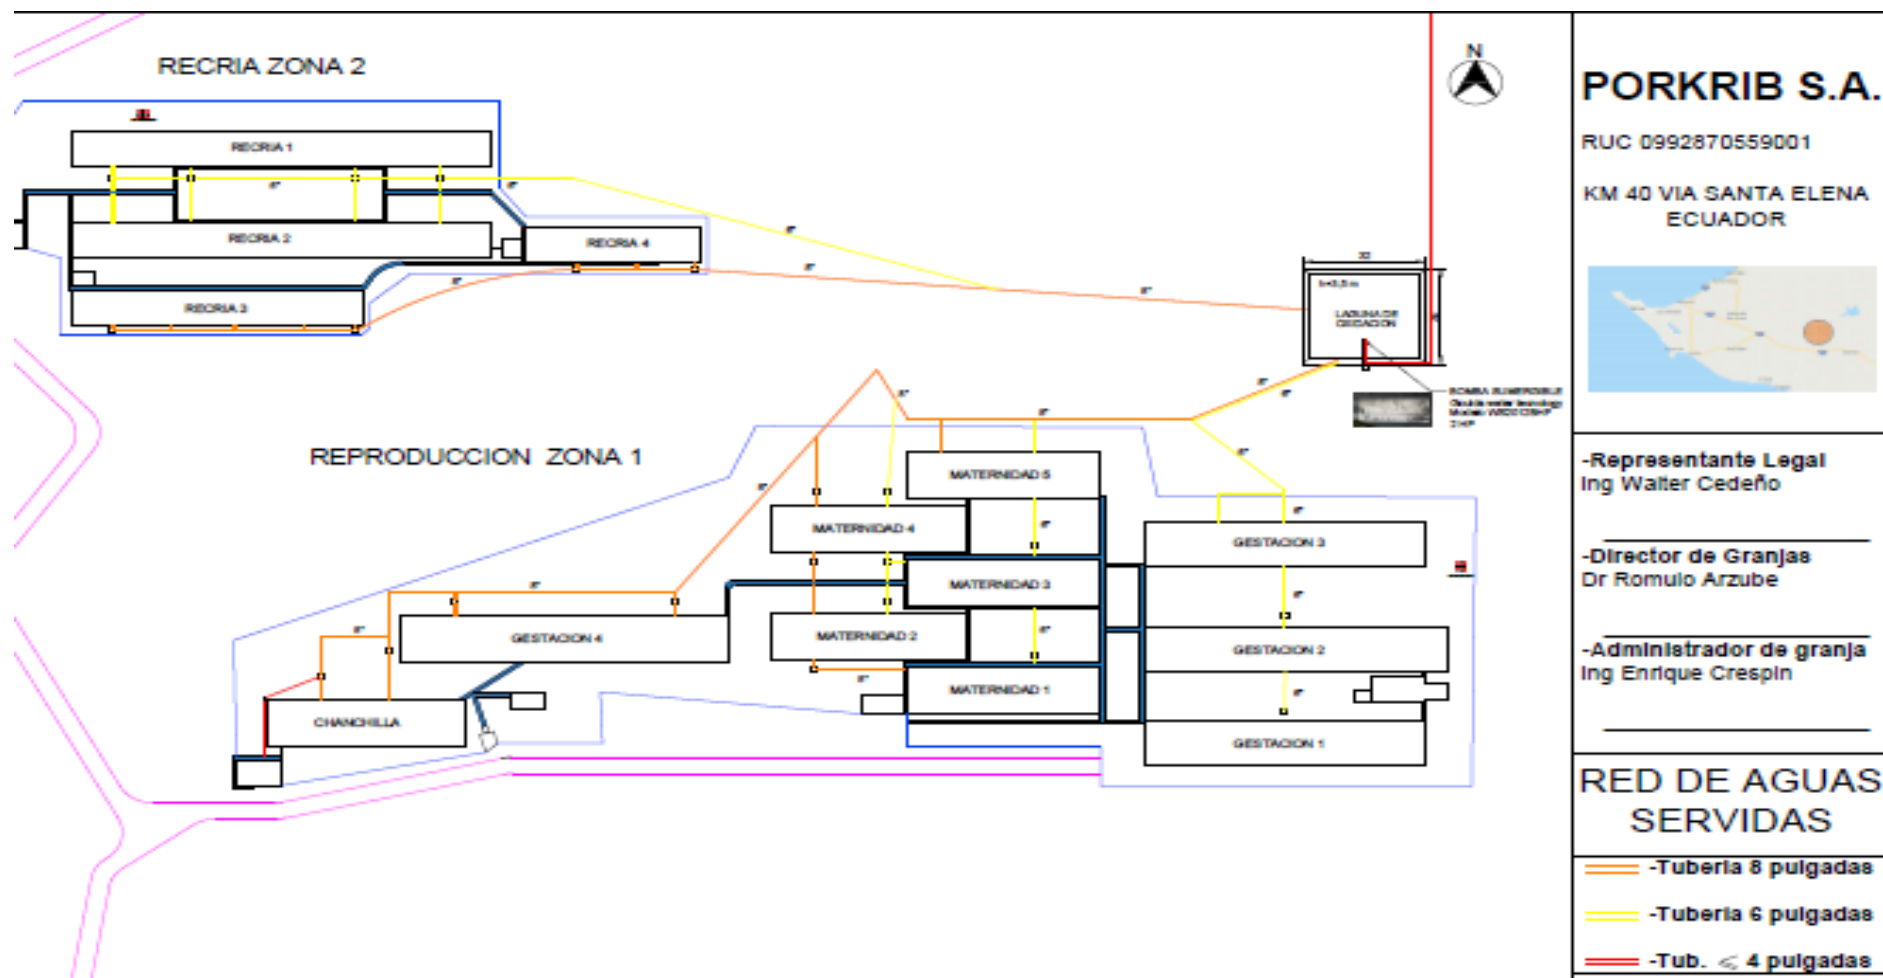 RECRIA ZONA 2
N
RECRIA 1
RECRIA 2
RECRIA 4
RECRIA 3
32
LAGUNA DE
OXIDACION
BOMBA SUMERGIBLE
REPRODUCCION ZONA 1
MATERNIDAD 5
MATERNIDAD 4
GESTACION 3
MATERNIDAD 3
GESTACION 4
MATERNIDAD 2
GESTACION 2
MATERNIDAD 1
CHANCHILLA
GESTACION 1
PORKRIB S.A.
RUC 0992870559001
KM 40 VIA SANTA ELENA
ECUADOR
-Representante Legal
Ing Walter Cedeño
-Director de Granjas
Dr Romulo Arzube
-Administrador de granja
Ing Enrique Crespin
RED DE AGUAS
SERVIDAS
-Tuberia 8 pulgadas
-Tuberia 6 pulgadas
-Tub. ⩽ 4 pulgadas